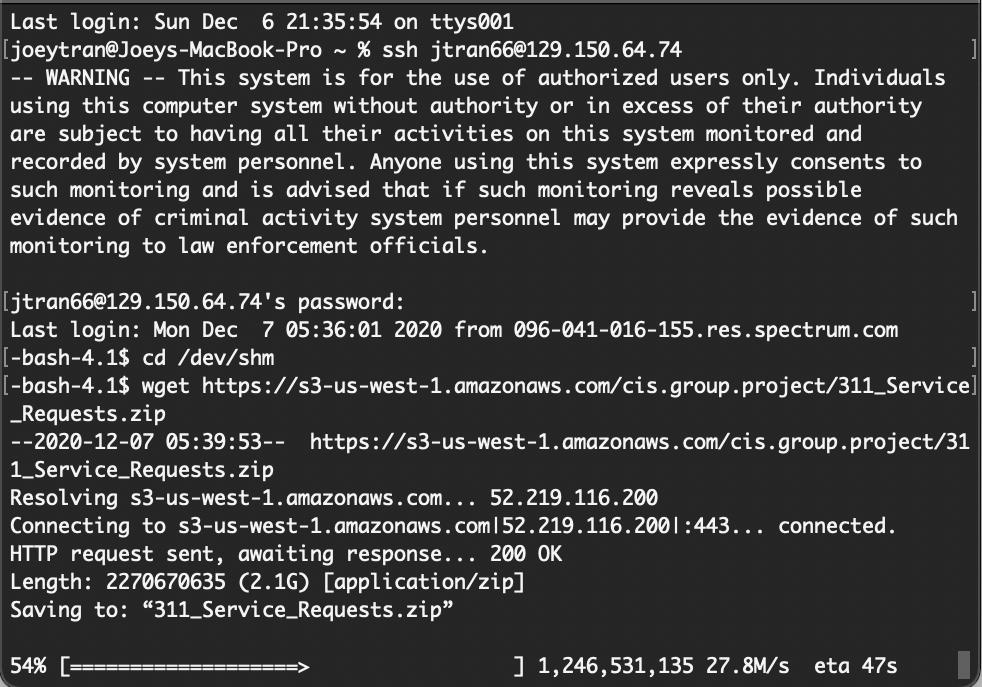 Last login: Sun Dec  6 21:35:54 on ttys001
[joeytran@Joeys-MacBook-Pro ~ % ssh jtran66@129.150.64.74 ]
-- WARNING -- This system is for the use of authorized users only. Individuals
using this computer system without authority or in excess of their authority
are subject to having all their activities on this system monitored and
recorded by system personnel. Anyone using this system expressly consents to
such monitoring and is advised that if such monitoring reveals possible
evidence of criminal activity system personnel may provide the evidence of such
monitoring to law enforcement officials.

[jtran66@129.150.64.74's password: ]
Last login: Mon Dec  7 05:36:01 2020 from 096-041-016-155.res.spectrum.com
[-bash-4.1$ cd /dev/shm ]
[-bash-4.1$ wget https://s3-us-west-1.amazonaws.com/cis.group.project/311_Service]
_Requests.zip
--2020-12-07 05:39:53--  https://s3-us-west-1.amazonaws.com/cis.group.project/31
1_Service_Requests.zip
Resolving s3-us-west-1.amazonaws.com... 52.219.116.200
Connecting to s3-us-west-1.amazonaws.com|52.219.116.200|:443... connected.
HTTP request sent, awaiting response... 200 OK
Length: 2270670635 (2.1G) [application/zip]
Saving to: “311_Service_Requests.zip”

54% [===================>                 ] 1,246,531,135 27.8M/s  eta 47s